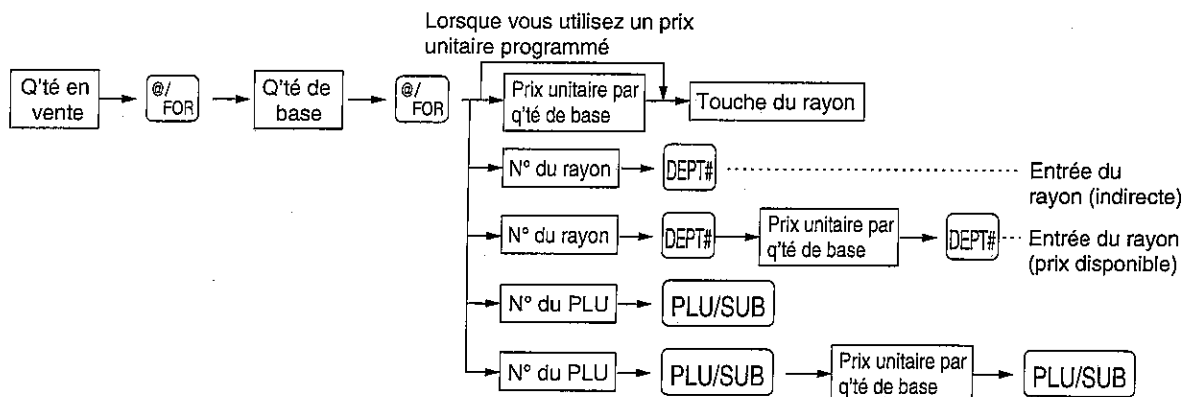 Lorsque vous utilisez un prix
unitaire programmé
Q'té en
vente
@/
FOR
Q'té de
base
@/
FOR
Prix unitaire par
q'té de base
Touche du rayon
N° du rayon
DEPT#
Entrée du
rayon (indirecte)
N° du rayon
DEPT#
Prix unitaire par
q'té de base
DEPT#
Entrée du rayon
(prix disponible)
N° du PLU
PLU/SUB
N° du PLU
PLU/SUB
Prix unitaire par
q'té de base
PLU/SUB